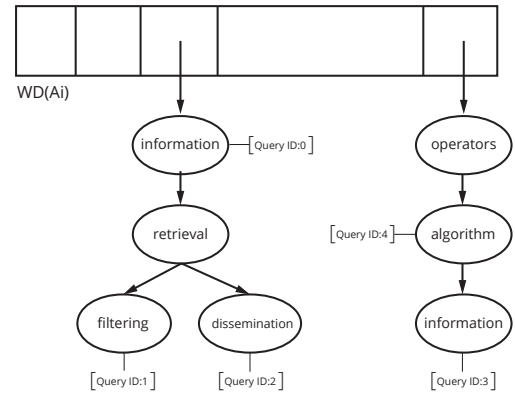 WD(Ai)
information
[Query ID:0]
operators
retrieval
[Query ID:4]
algorithm
filtering
dissemination
information
[Query ID:1]
[Query ID:2]
[Query ID:3]